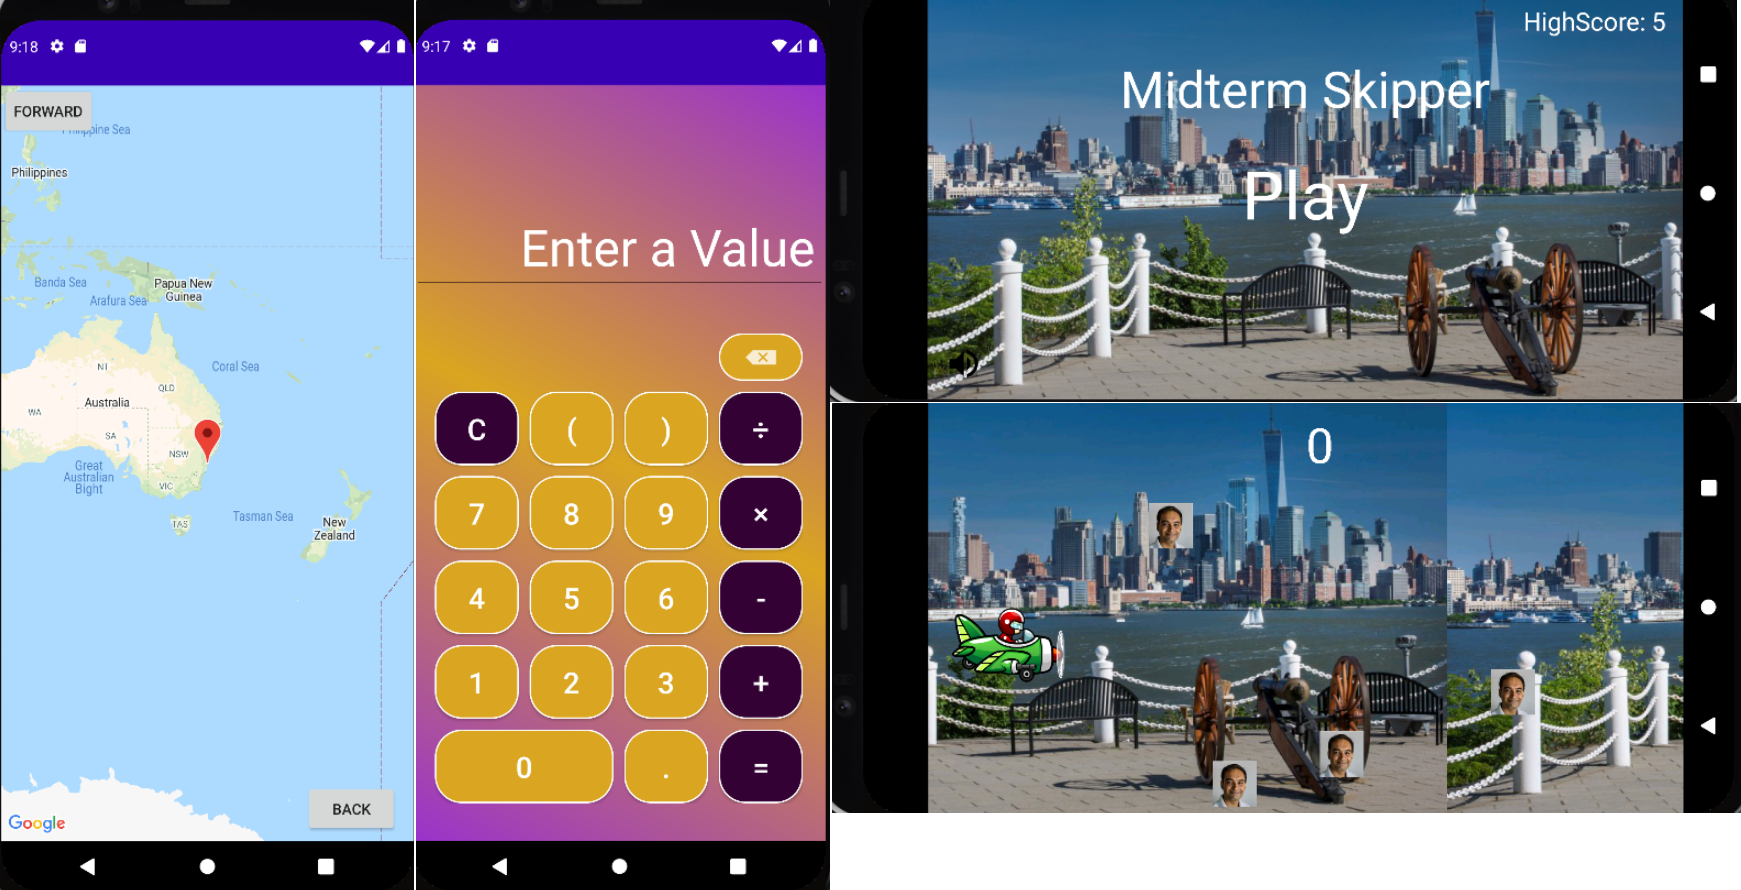 9:18
FORWARD
Philippine Sea
Philippines
Banda Sea
Arafura Sea
Papua New
Guinea
Coral Sea
NT
QLD
WA
Australia
SA
NSW
Great
Australian
Bight
VIC
TAS
Tasman Sea
New
Zealand
BACK
Google
9:17
Enter a Value
C ( ) ÷
7 8 9 ×
4 5 6 -
1 2 3 +
0 . =
HighScore: 5
Midterm Skipper
Play
0